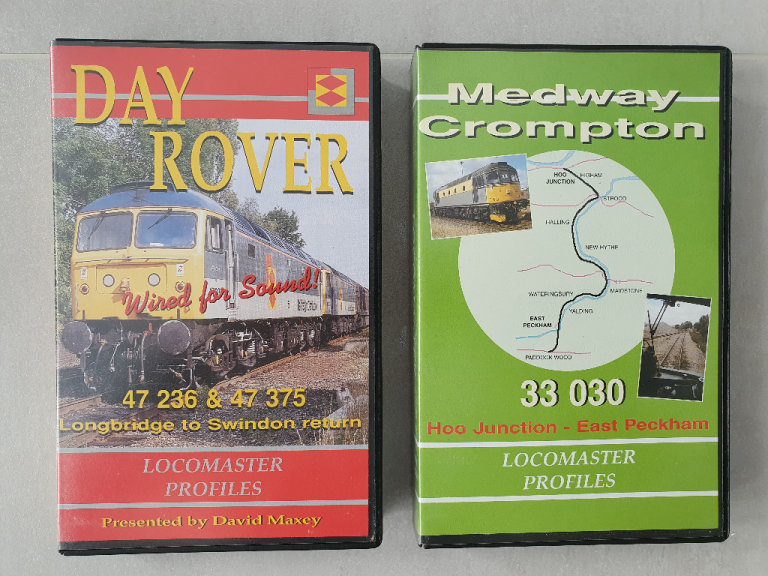 DAY
ROVER
Wired for Sound!
47 236 & 47 375
Longbridge to Swindon return
LOCOMASTER
PROFILES
Presented by David Maxey
Medway
Crompton
HOO
JUNCTION
HIGHAM
STROOD
HALLING
NEW HYTHE
WATERINGBURY
MAIDSTONE
YALDING
EAST
PECKHAM
PADDOCK WOOD
33 030
Hoo Junction - East Peckham
LOCOMASTER
PROFILES